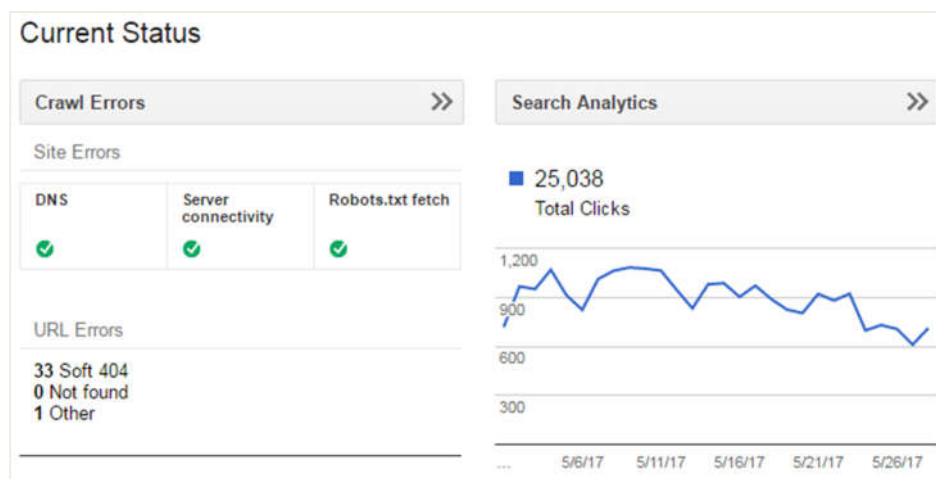 Current Status
Crawl Errors
Site Errors
DNS
Server
connectivity
Robots.txt fetch
URL Errors
33 Soft 404
0 Not found
1 Other
Search Analytics
25,038
Total Clicks
1,200
900
600
300
...
5/6/17
5/11/17
5/16/17
5/21/17
5/26/17